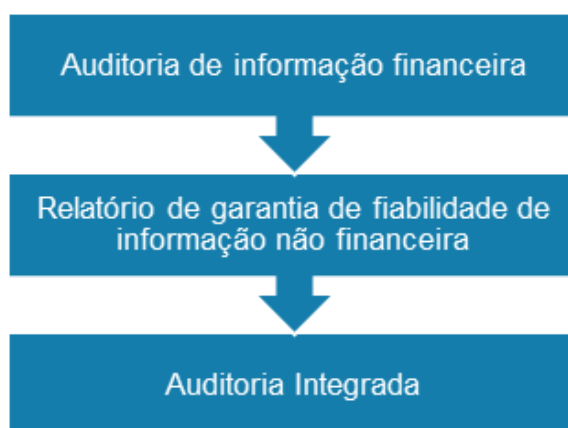 Auditoria de informação financeira
Relatório de garantia de fiabilidade de
informação não financeira
Auditoria Integrada